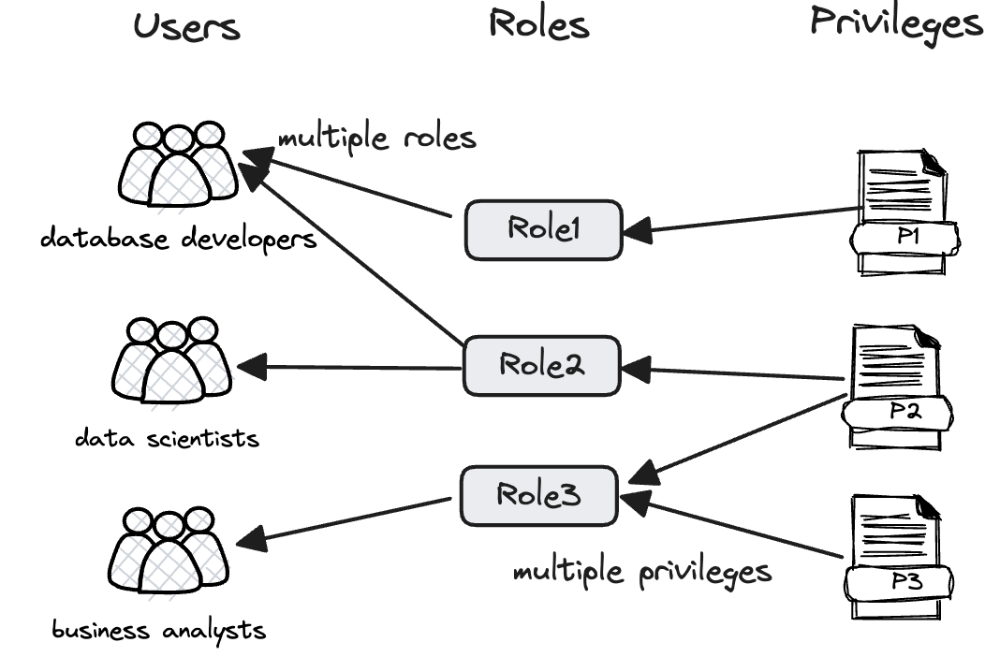 Users
Roles
Privileges
multiple roles
database developers
Role1
P1
Role2
P2
data scientists
Role3
multiple privileges
P3
business analysts